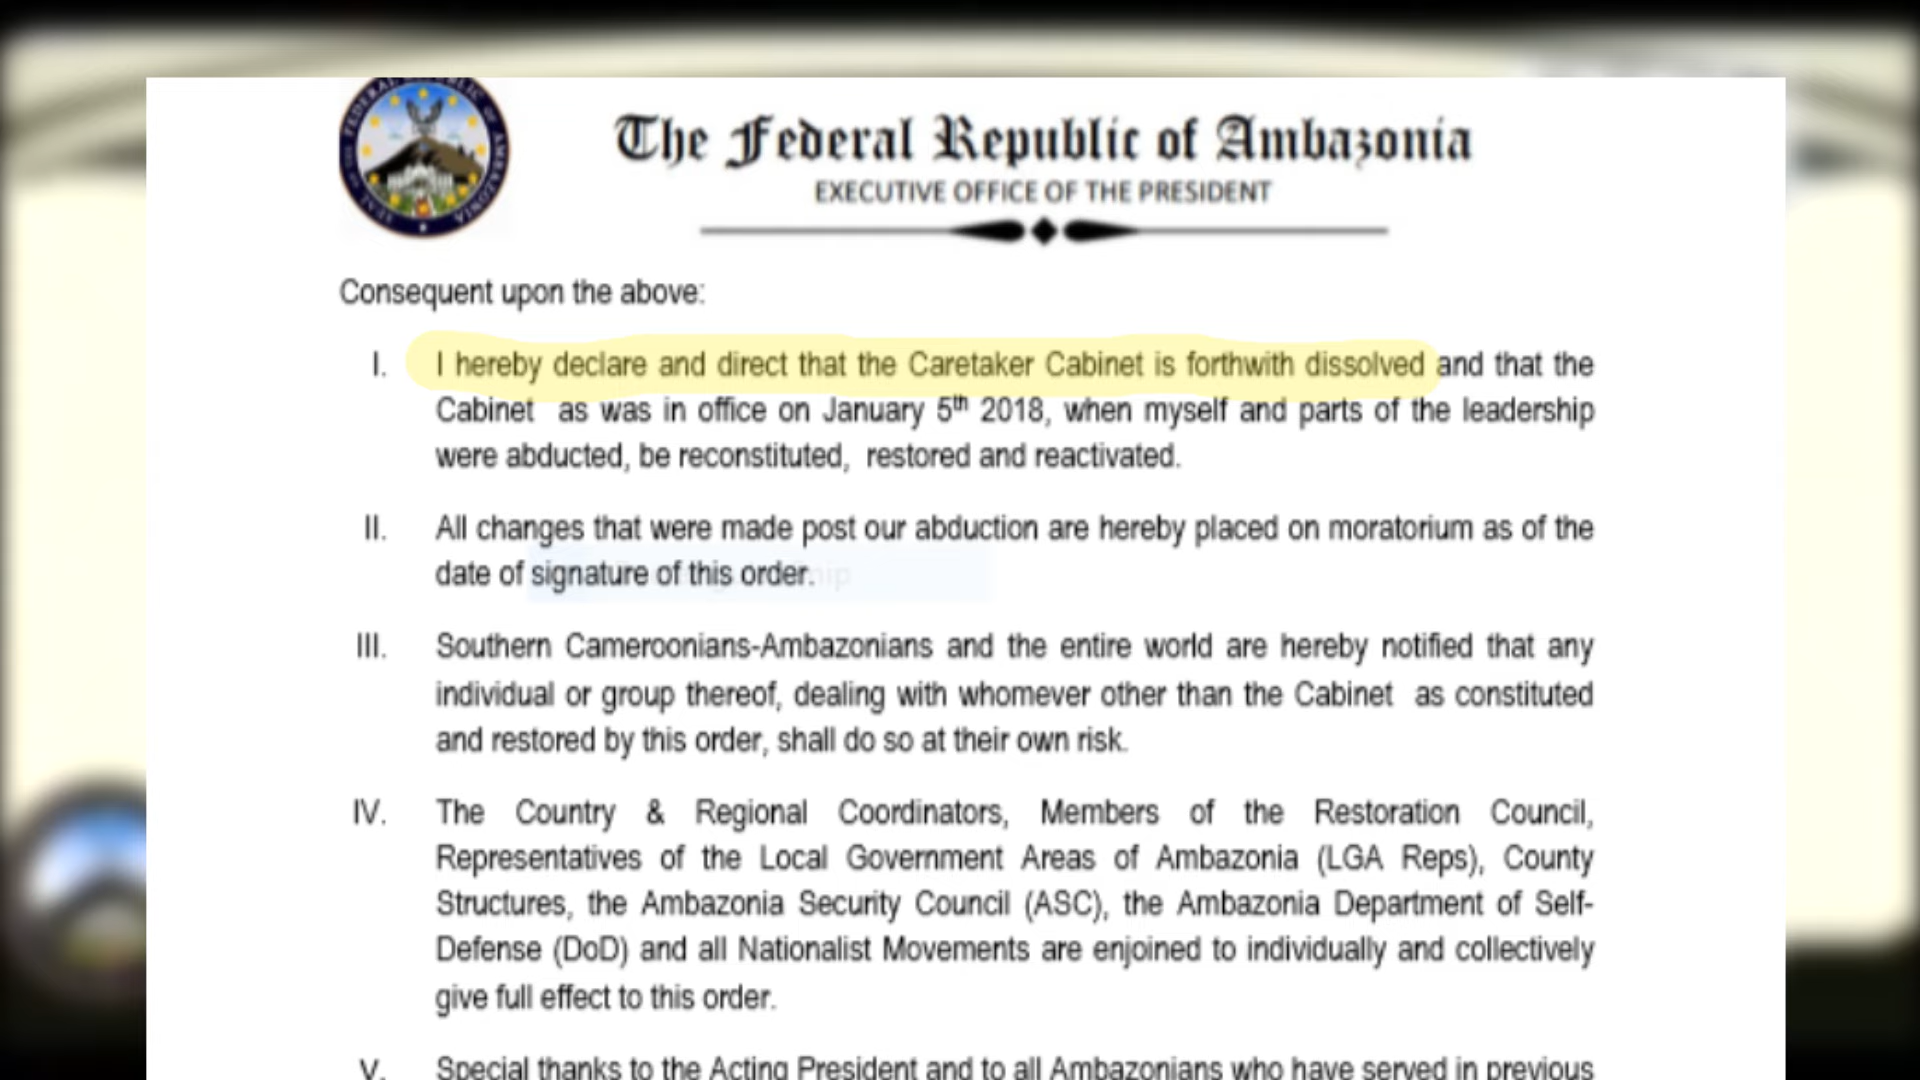 The Federal Republic of Ambazonia
EXECUTIVE OFFICE OF THE PRESIDENT
Consequent upon the above:
I. I hereby declare and direct that the Caretaker Cabinet is forthwith dissolved and that the
Cabinet as was in office on January 5th 2018, when myself and parts of the leadership
were abducted, be reconstituted, restored and reactivated.
II. All changes that were made post our abduction are hereby placed on moratorium as of the
date of signature of this order.
III. Southern Cameroonians-Ambazonians and the entire world are hereby notified that any
individual or group thereof, dealing with whomever other than the Cabinet as constituted
and restored by this order, shall do so at their own risk.
IV. The Country & Regional Coordinators, Members of the Restoration Council,
Representatives of the Local Government Areas of Ambazonia (LGA Reps), County
Structures, the Ambazonia Security Council (ASC), the Ambazonia Department of Self-
Defense (DoD) and all Nationalist Movements are enjoined to individually and collectively
give full effect to this order.
V. Special thanks to the Acting President and to all Ambazonians who have served in previous